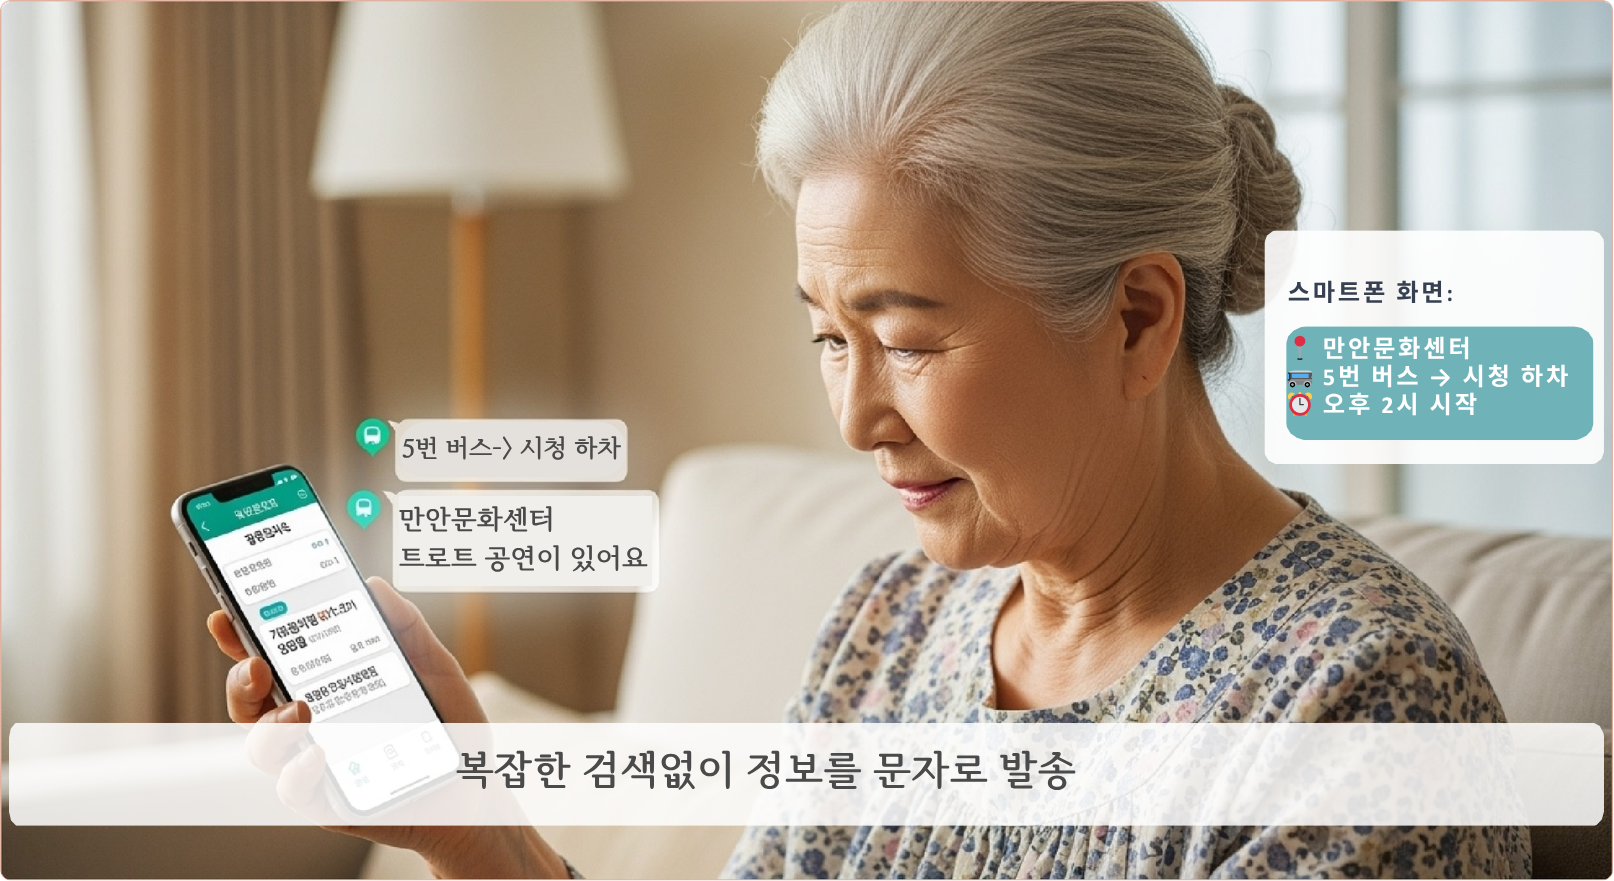 스마트폰 화면:
만안문화센터
5번 버스 → 시청 하차
오후 2시 시작
5번 버스-> 시청 하차
만안문화센터
트로트 공연이 있어요
복잡한 검색없이 정보를 문자로 발송